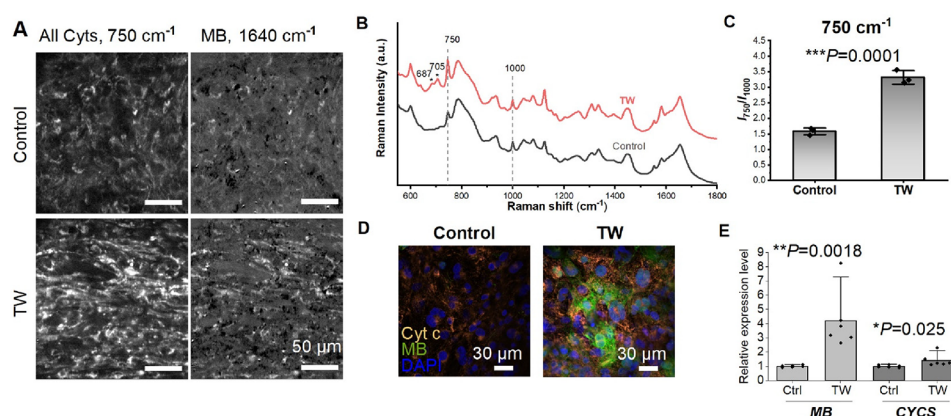 A
All Cyts, 750 cm-1
MB, 1640 cm-1
Control
TW
50 μm
B
Raman Intensity (a.u.)
687
705
750
1000
TW
Control
600 800 1000 1200 1400 1600 1800
Raman shift (cm-1)
C
750 cm-1
***P=0.0001
I750/I1000
4.5
4.0
3.5
3.0
2.5
2.0
1.5
1.0
0.5
0.0
Control TW
D
Control TW
Cyt c
MB
DAPI
30 μm 30 μm
E
**P=0.0018
*P=0.025
Relative expression level
9
8
7
6
5
4
3
2
1
0
Ctrl TW Ctrl TW
MB CYCS